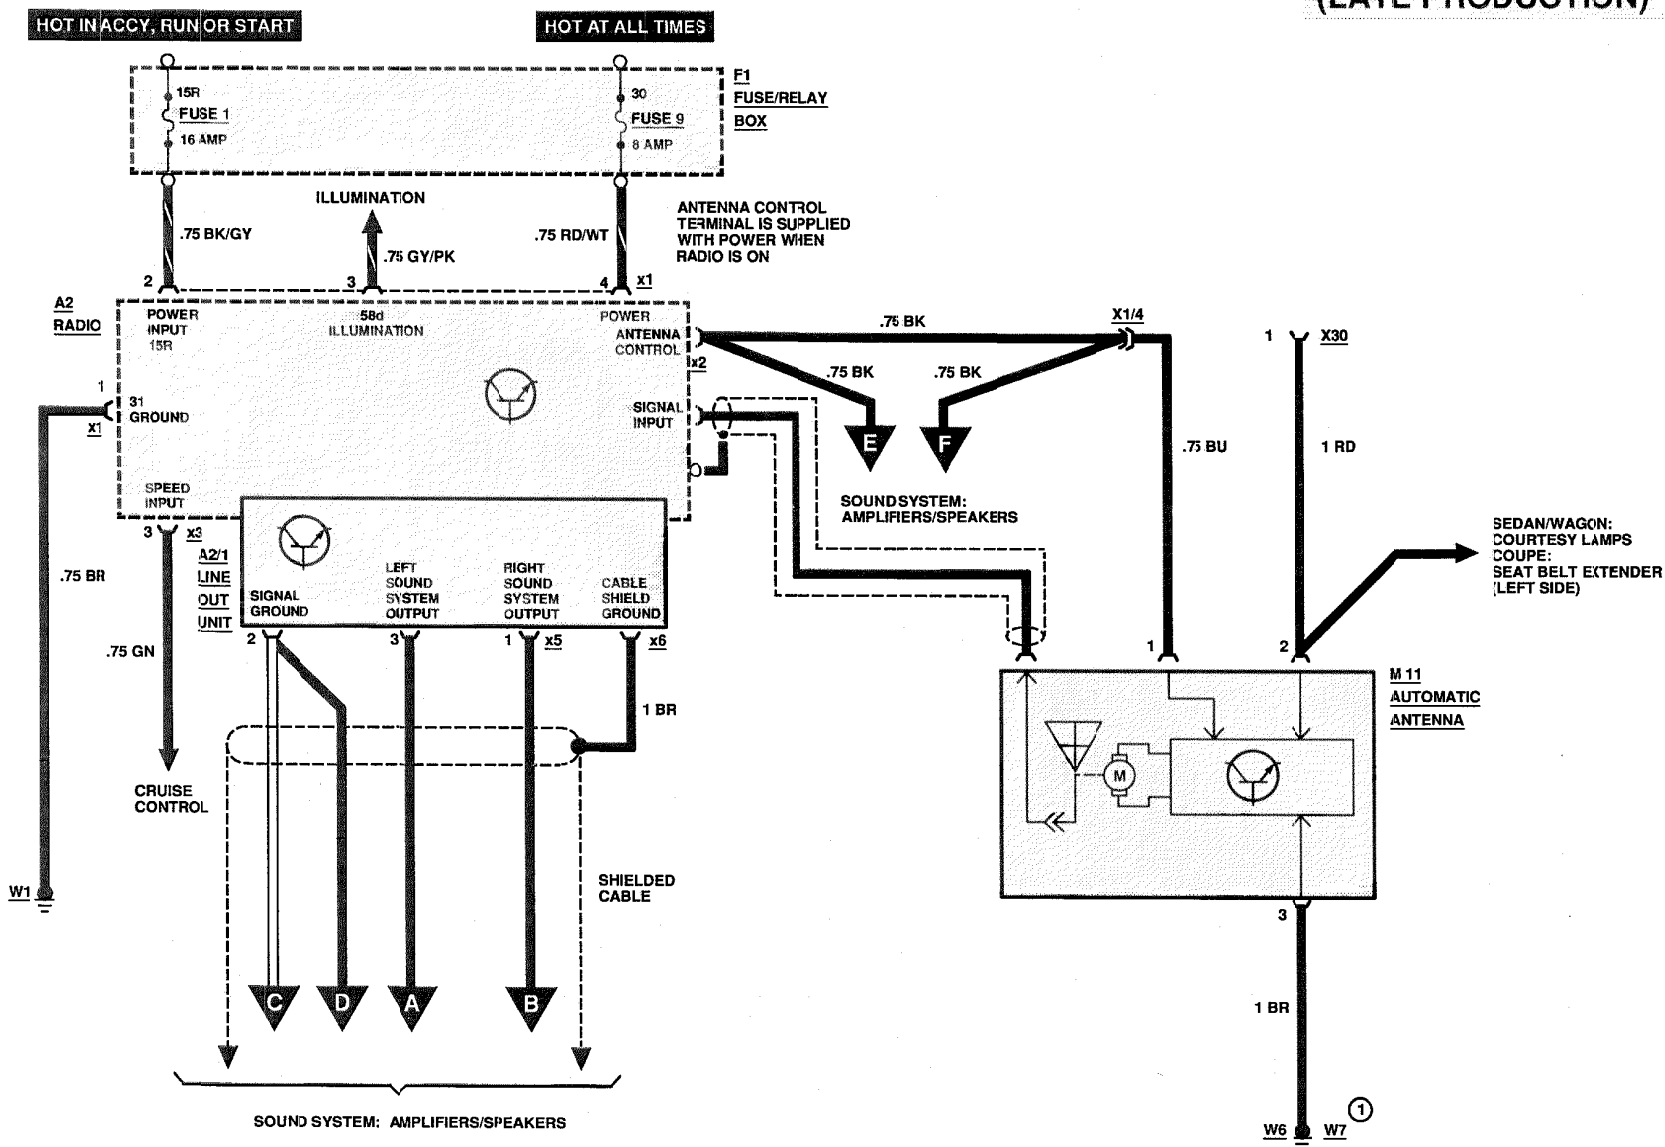 (LATE PRODUCTION)
HOT IN ACCY, RUN OR START
HOT AT ALL TIMES
15R
FUSE 1
16 AMP
30
FUSE 9
8 AMP
F1
FUSE/RELAY
BOX
ILLUMINATION
.75 BK/GY
.75 GY/PK
.75 RD/WT
ANTENNA CONTROL
TERMINAL IS SUPPLIED
WITH POWER WHEN
RADIO IS ON
2
3
4
x1
A2
RADIO
POWER
INPUT
15R
58d
ILLUMINATION
POWER
ANTENNA
CONTROL
x2
.75 BK
X1/4
1
X30
.75 BK
.75 BK
1
x1
31
GROUND
SIGNAL
INPUT
E
F
.75 BU
1 RD
SOUND SYSTEM:
AMPLIFIERS/SPEAKERS
SPEED
INPUT
3
x3
.75 BR
.75 GN
A2/1
LINE
OUT
UNIT
SIGNAL
GROUND
LEFT
SOUND
SYSTEM
OUTPUT
RIGHT
SOUND
SYSTEM
OUTPUT
CABLE
SHIELD
GROUND
SEDAN/WAGON:
COURTESY LAMPS
COUPE:
SEAT BELT EXTENDER
(LEFT SIDE)
2
3
1
x5
x6
1
2
M 11
AUTOMATIC
ANTENNA
1 BR
M
CRUISE
CONTROL
SHIELDED
CABLE
W1
3
C
D
A
B
1 BR
SOUND SYSTEM: AMPLIFIERS/SPEAKERS
1
W6
W7